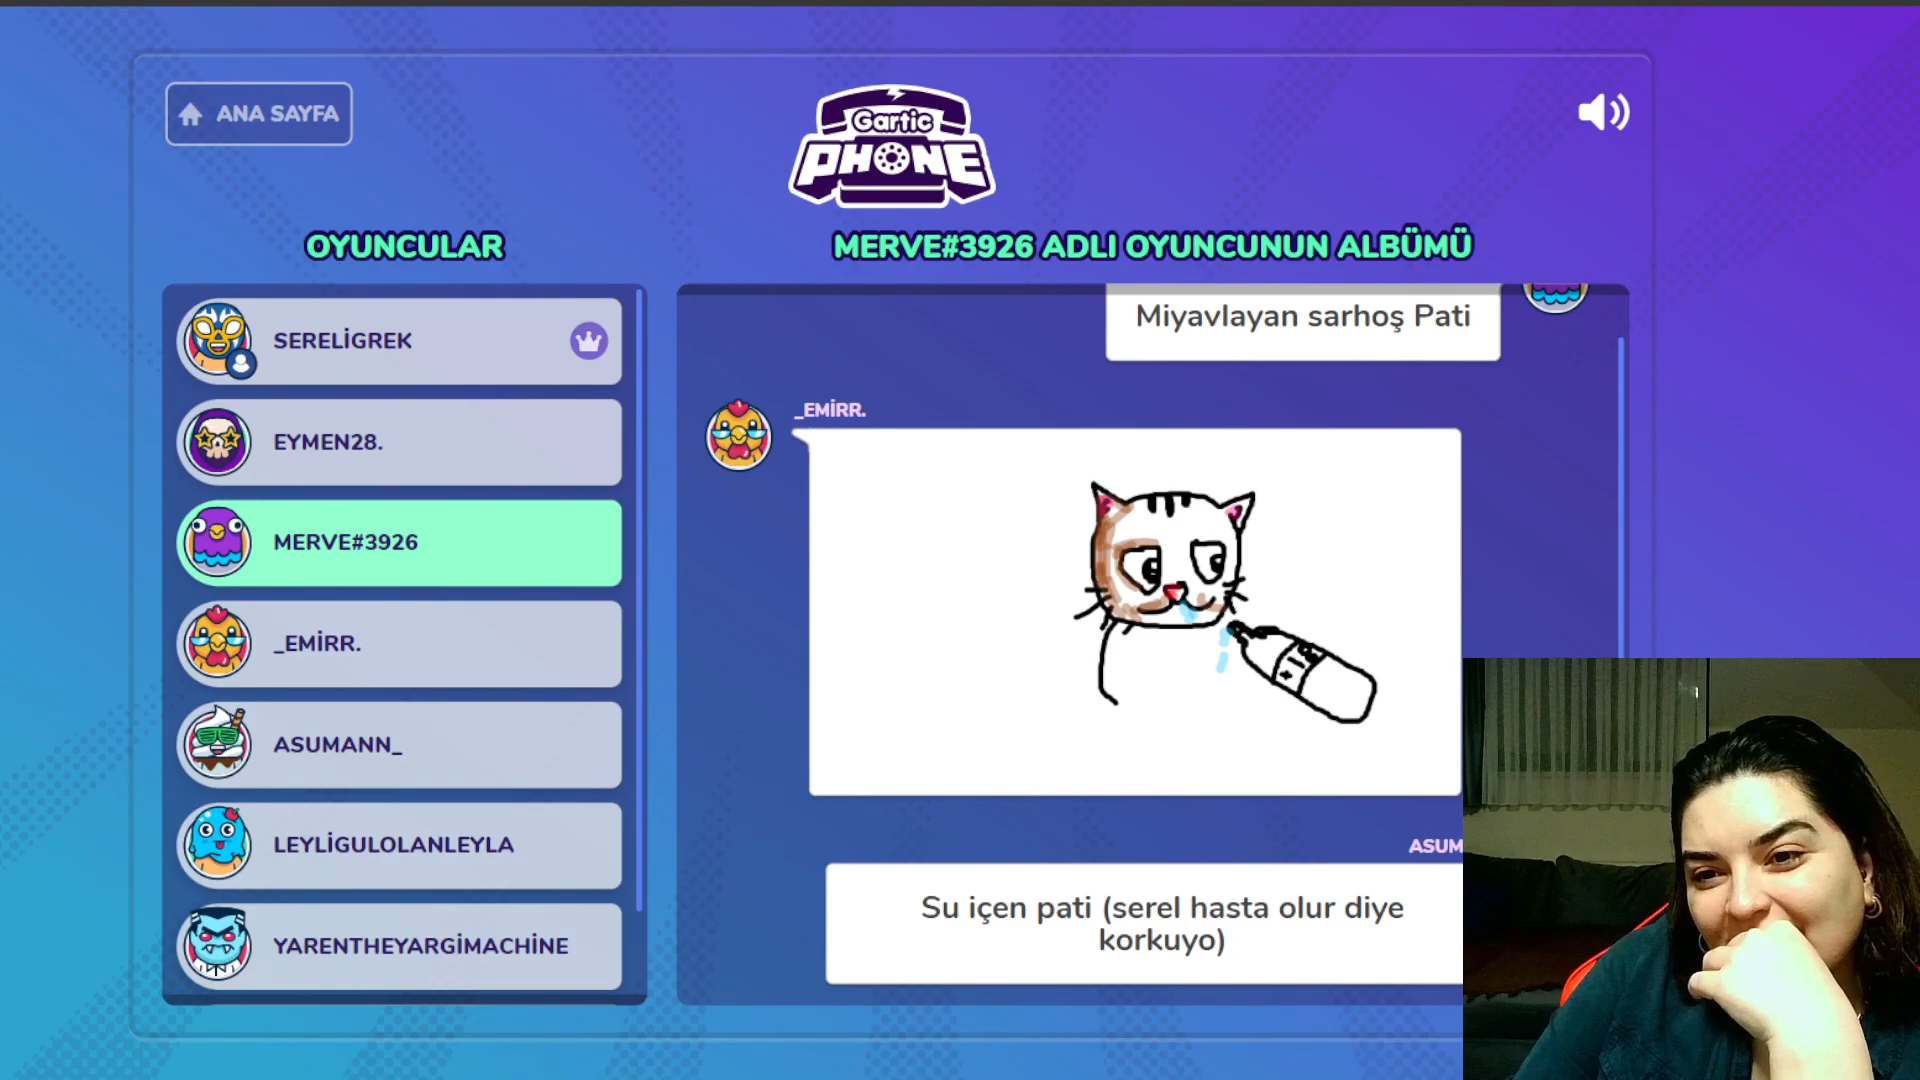 ANA SAYFA
Gartic
PHONE
OYUNCULAR
MERVE#3926 ADLI OYUNCUNUN ALBÜMÜ
SERELİGREK
EYMEN28.
MERVE#3926
_EMİRR.
ASUMANN_
LEYLİGULOLANLEYLA
YARENTHEYARGİMACHİNE
Miyavlayan sarhoş Pati
_EMİRR.
ASUM
Su içen pati (serel hasta olur diye
korkuyo)